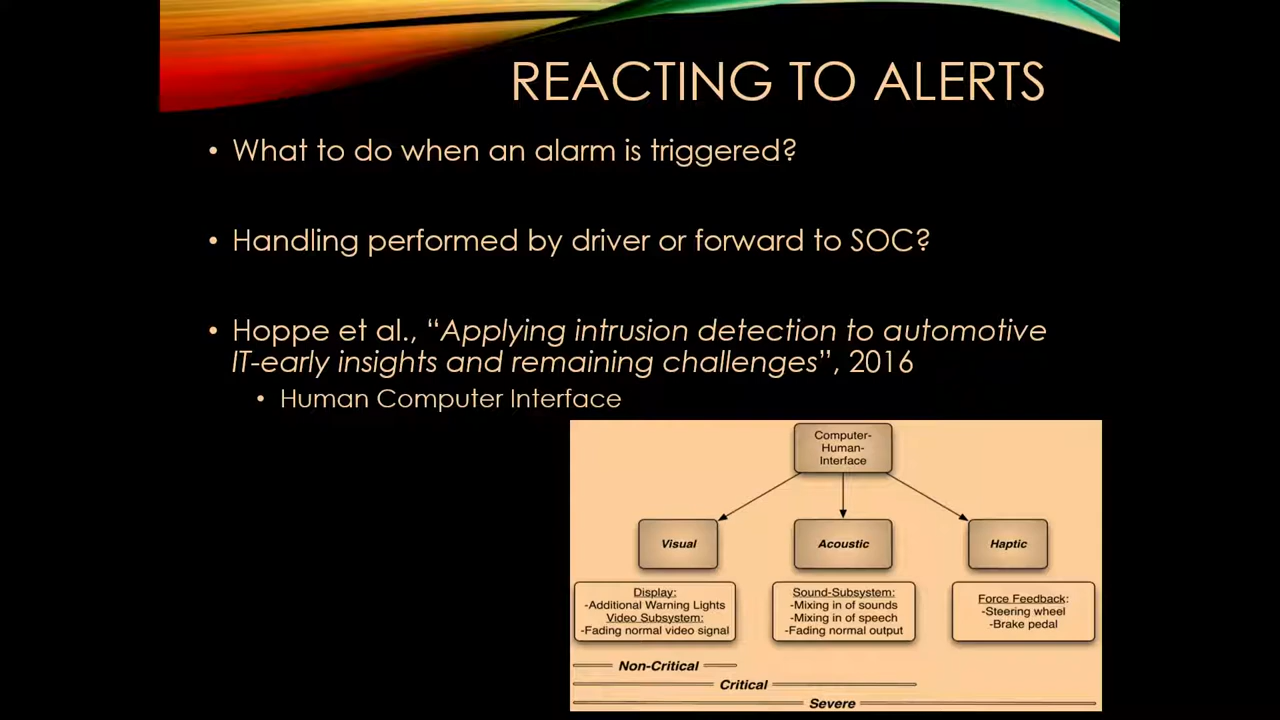 REACTING TO ALERTS
• What to do when an alarm is triggered?
• Handling performed by driver or forward to SOC?
• Hoppe et al., “Applying intrusion detection to automotive
IT-early insights and remaining challenges”, 2016
• Human Computer Interface
Computer-
Human-
Interface
Visual
Acoustic
Haptic
Display:
-Additional Warning Lights
Video Subsystem:
-Fading normal video signal
Sound-Subsystem:
-Mixing in of sounds
-Mixing in of speech
-Fading normal output
Force Feedback:
-Steering wheel
-Brake pedal
Non-Critical
Critical
Severe